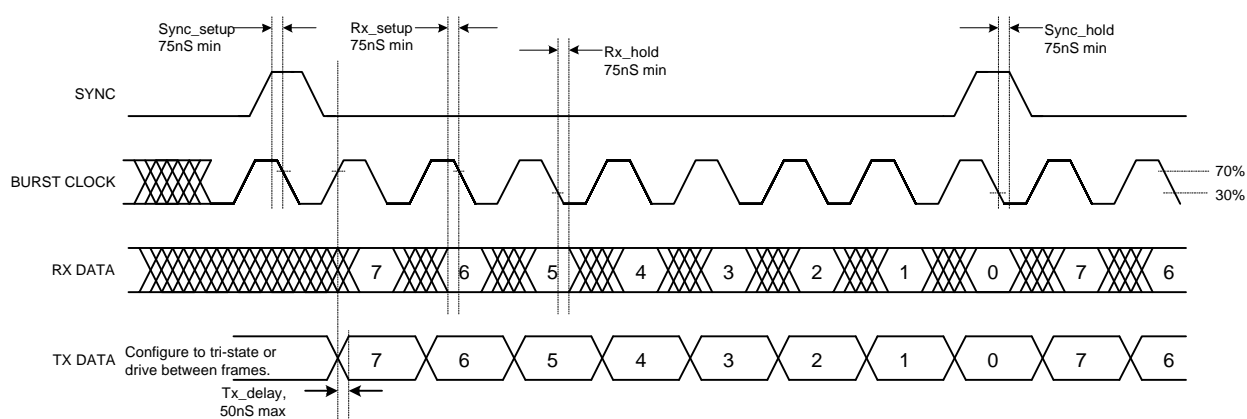 Sync_setup
75nS min
Rx_setup
75nS min
Rx_hold
75nS min
Sync_hold
75nS min
SYNC
BURST CLOCK
70%
30%
RX DATA
7 6 5 4 3 2 1 0 7 6
TX DATA
Configure to tri-state or
drive between frames.
7 6 5 4 3 2 1 0 7 6
Tx_delay,
50nS max